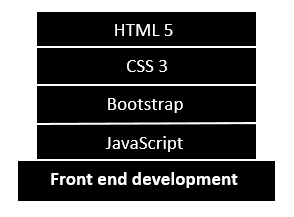 HTML 5
CSS 3
Bootstrap
JavaScript
Front end development